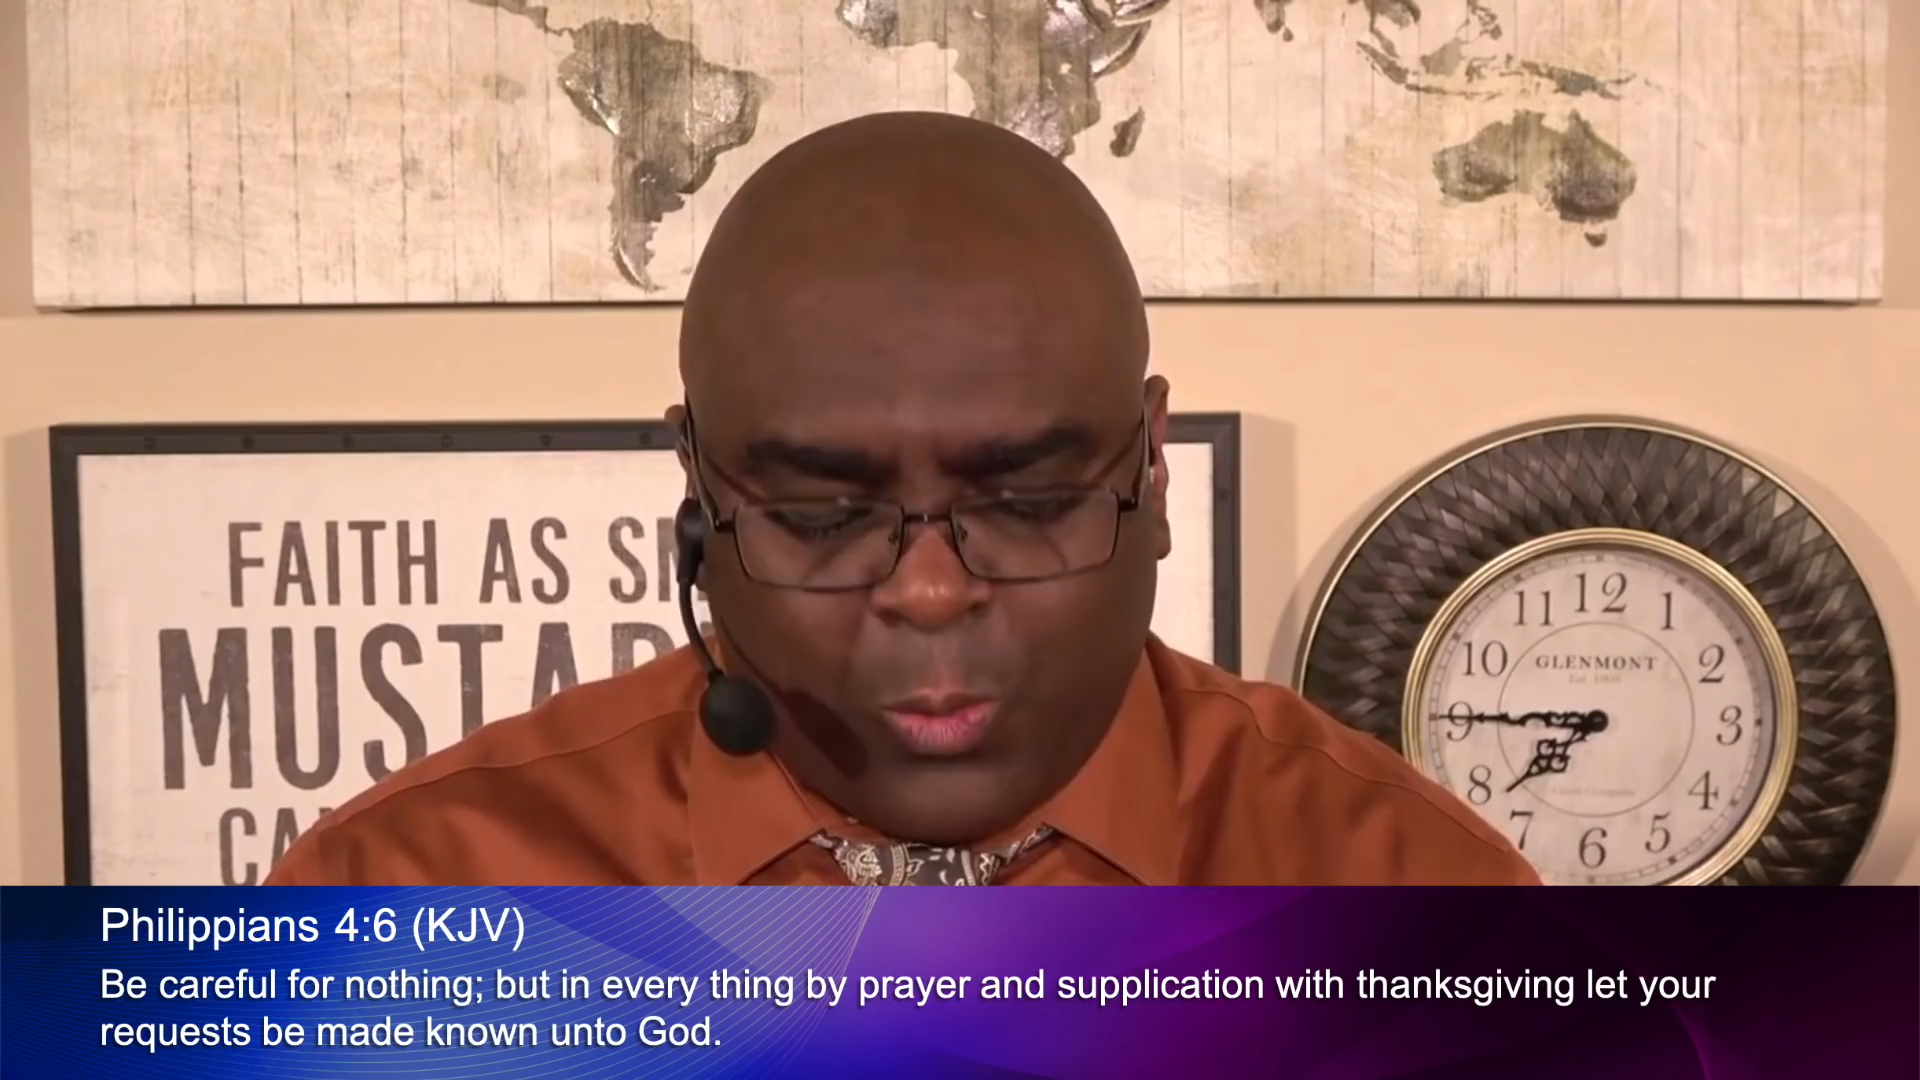 FAITH AS
MUSTARD
Philippians 4:6 (KJV)
Be careful for nothing; but in every thing by prayer and supplication with thanksgiving let your
requests be made known unto God.
11 12 1
10 2
GLENMONT
9 3
8 4
7 6 5